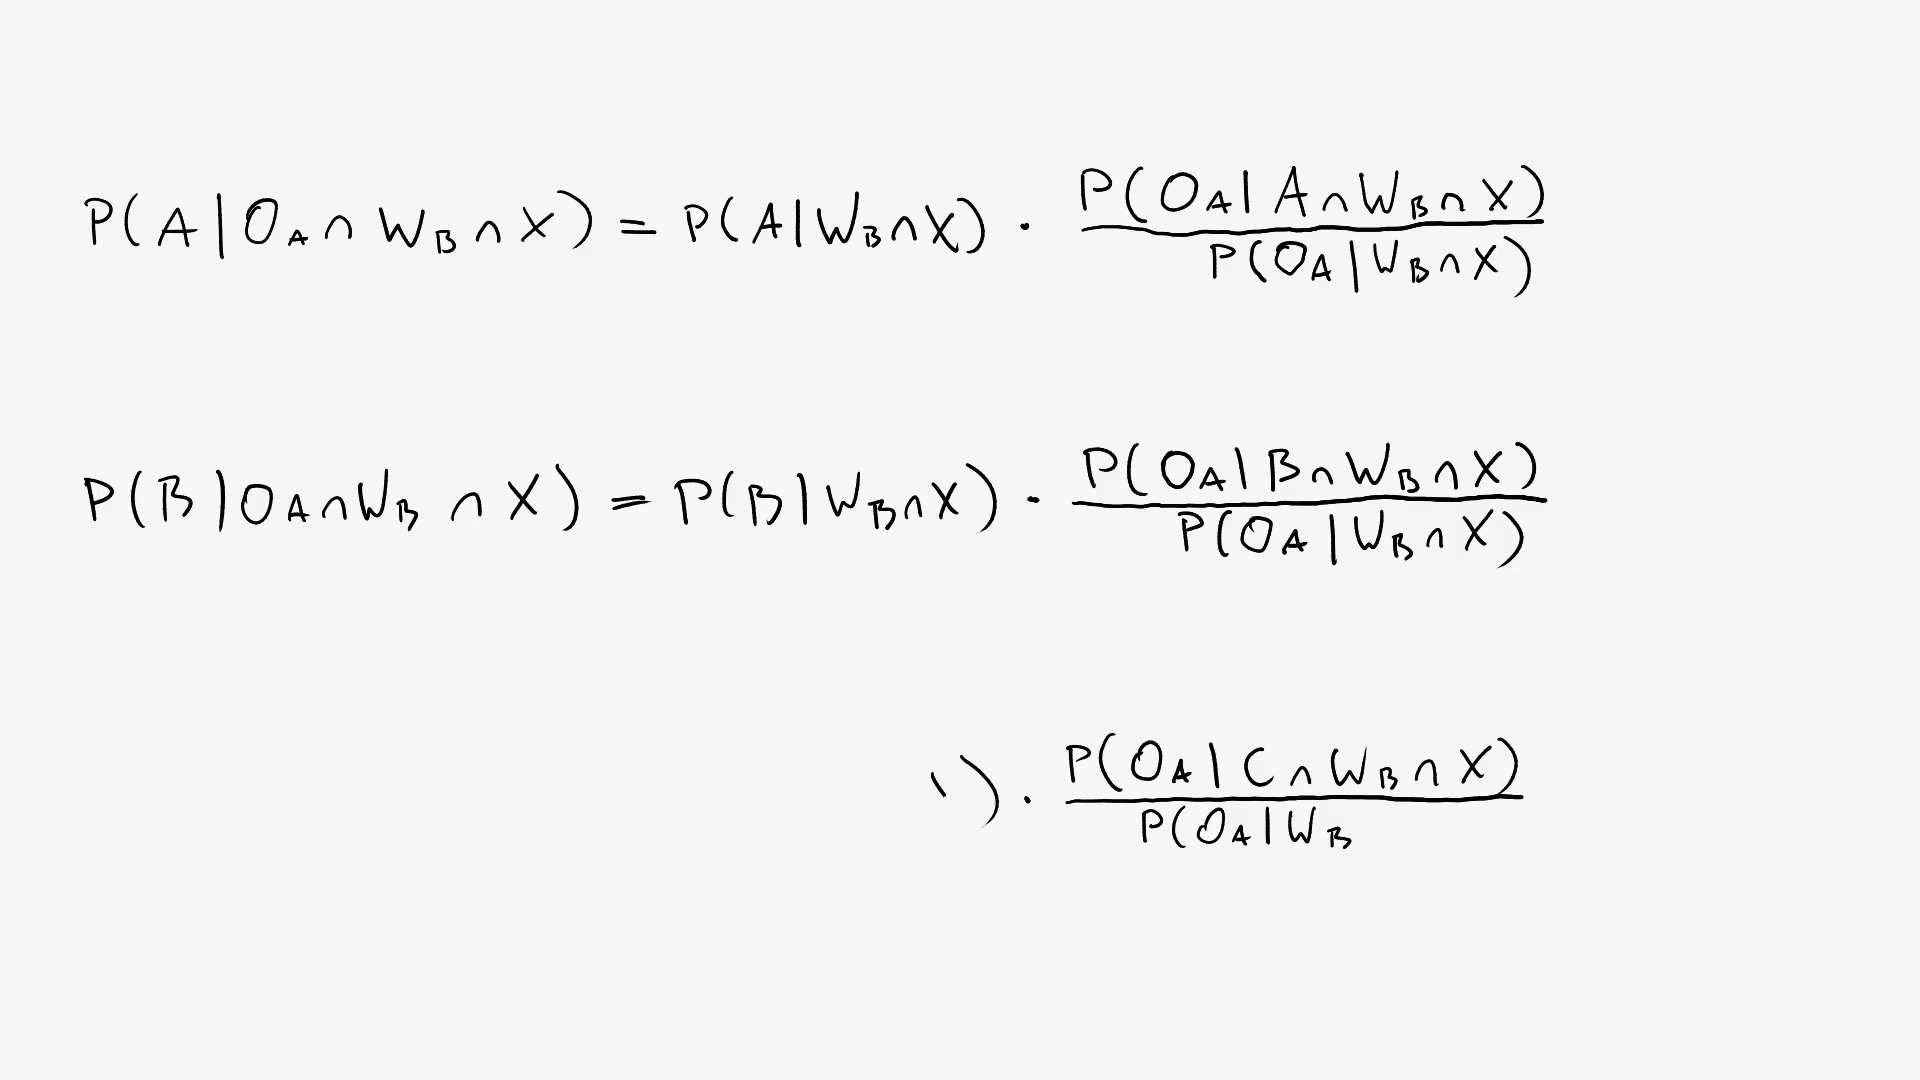 P(A|O_A∩W_B∩X) = P(A|W_B∩X) · P(O_A|A∩W_B∩X) / P(O_A|W_B∩X)
P(B|O_A∩W_B∩X) = P(B|W_B∩X) · P(O_A|B∩W_B∩X) / P(O_A|W_B∩X)
) · P(O_A|C∩W_B∩X) / P(O_A|W_B